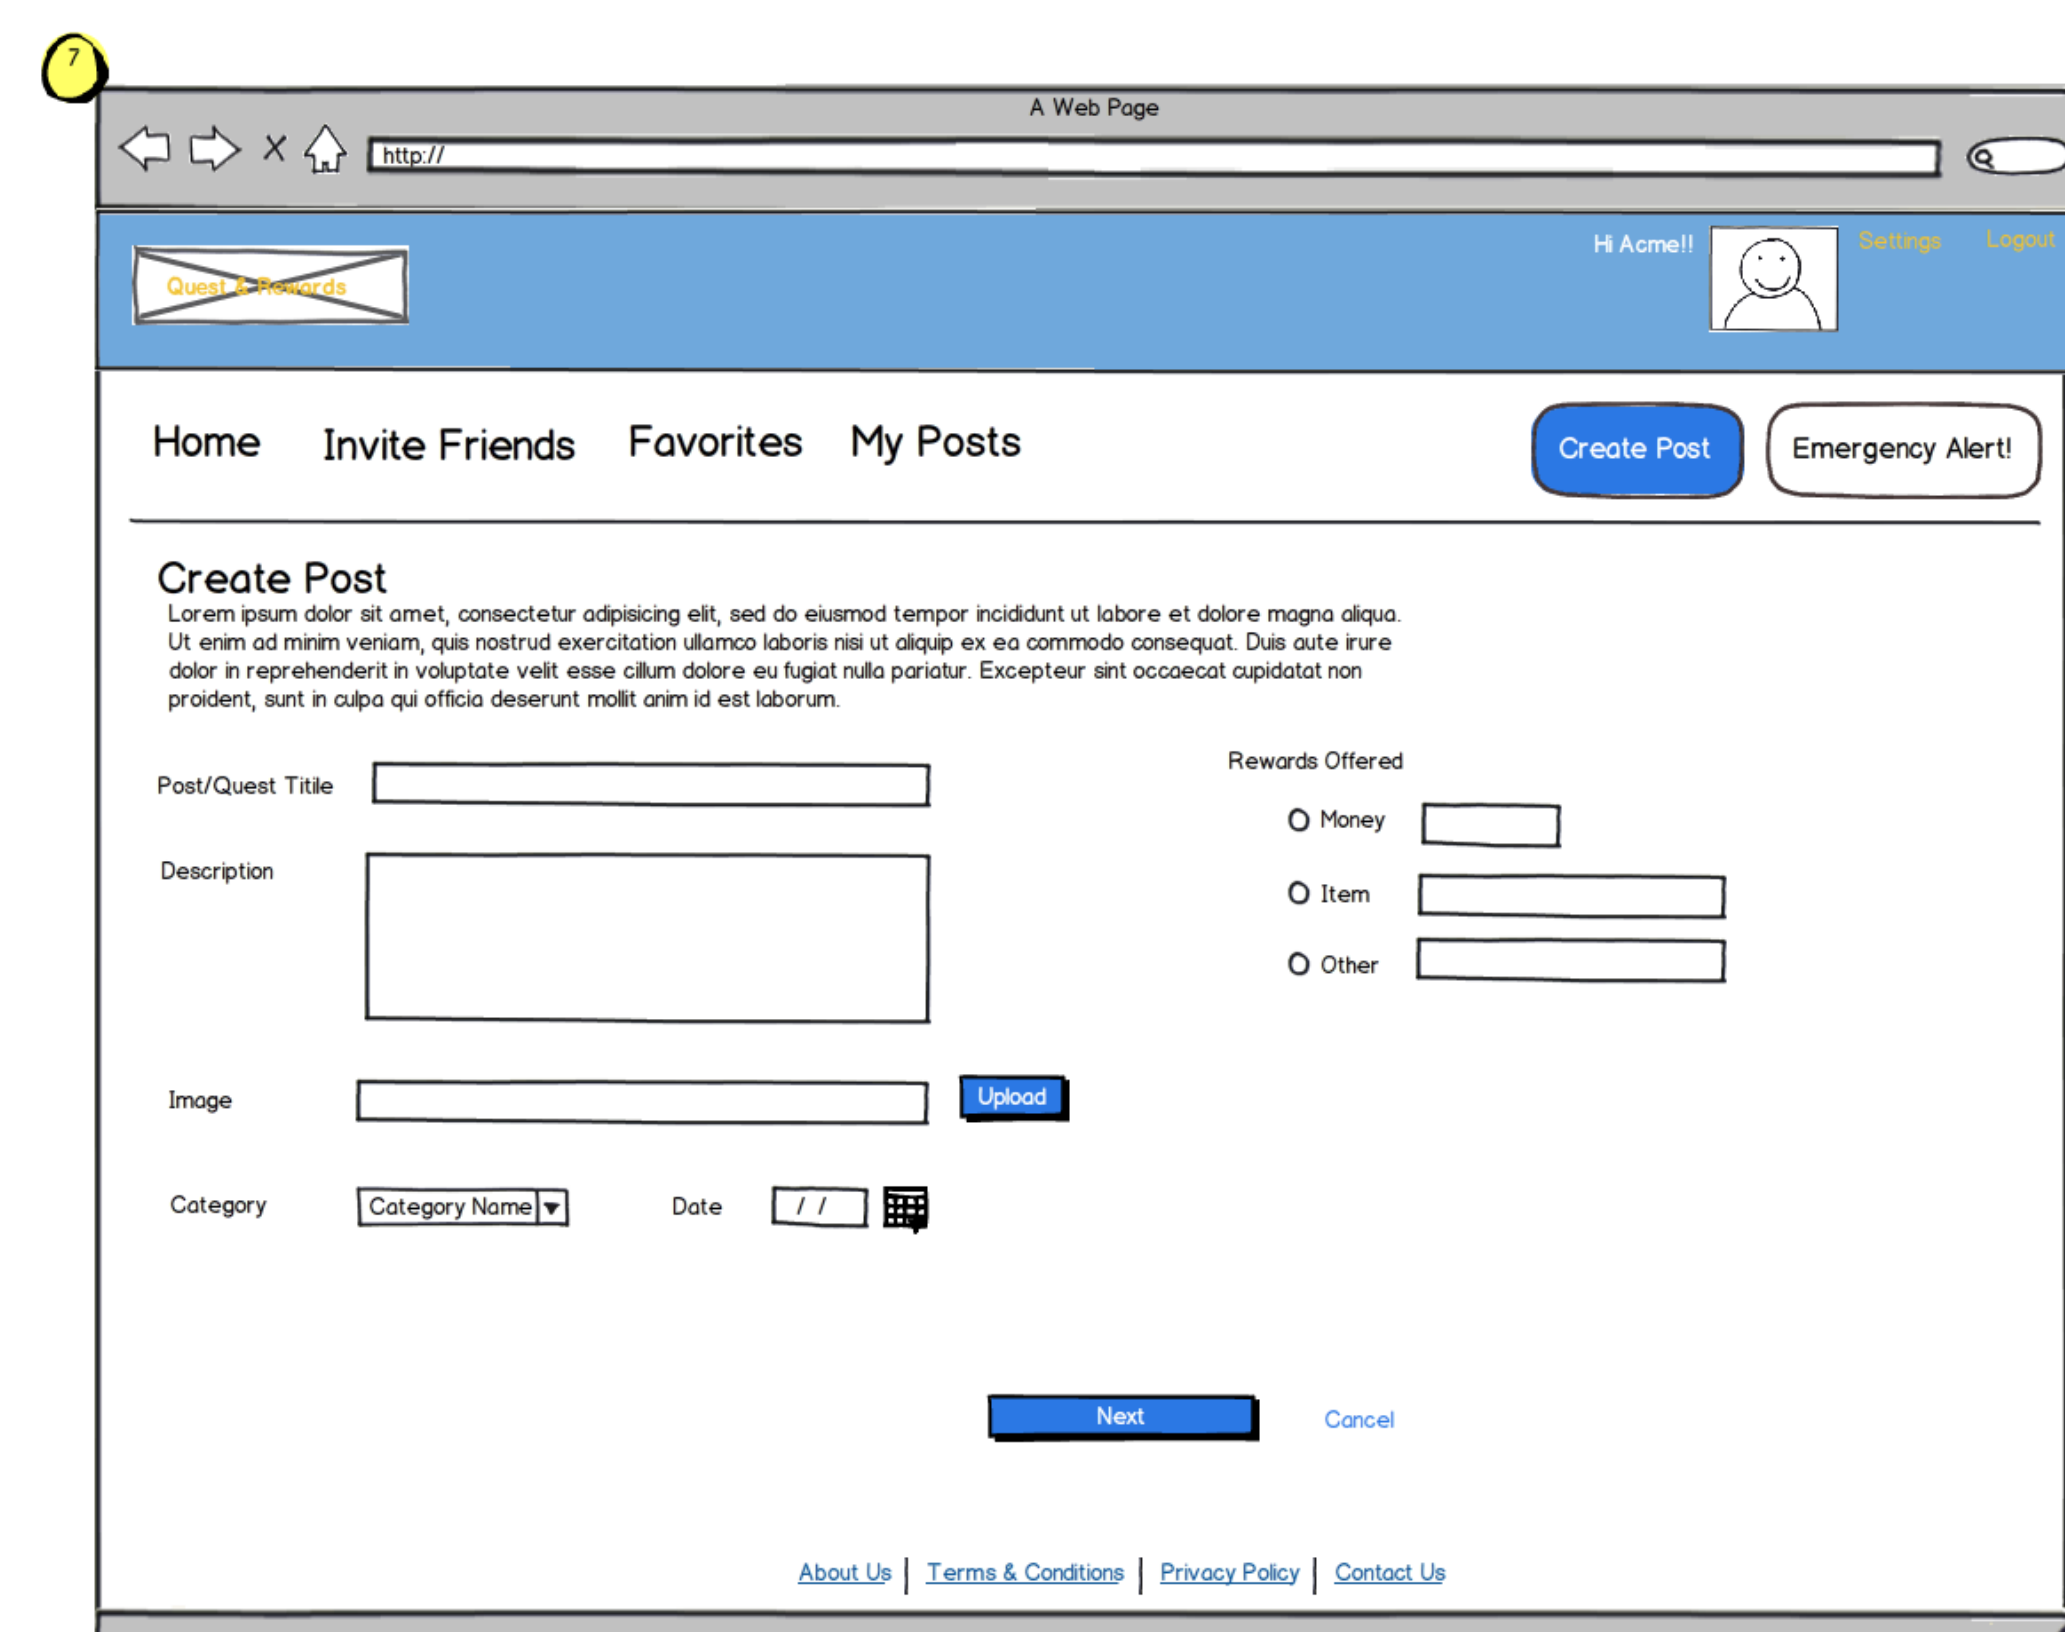 7
A Web Page
http://
Hi Acme!!
Settings
Logout
Quest & Rewards
Home
Invite Friends
Favorites
My Posts
Create Post
Emergency Alert!
Create Post
Lorem ipsum dolor sit amet, consectetur adipisicing elit, sed do eiusmod tempor incididunt ut labore et dolore magna aliqua.
Ut enim ad minim veniam, quis nostrud exercitation ullamco laboris nisi ut aliquip ex ea commodo consequat. Duis aute irure
dolor in reprehenderit in voluptate velit esse cillum dolore eu fugiat nulla pariatur. Excepteur sint occaecat cupidatat non
proident, sunt in culpa qui officia deserunt mollit anim id est laborum.
Post/Quest Titile
Description
Image
Upload
Category
Category Name
Date
/ /
Rewards Offered
Money
Item
Other
Next
Cancel
About Us | Terms & Conditions | Privacy Policy | Contact Us